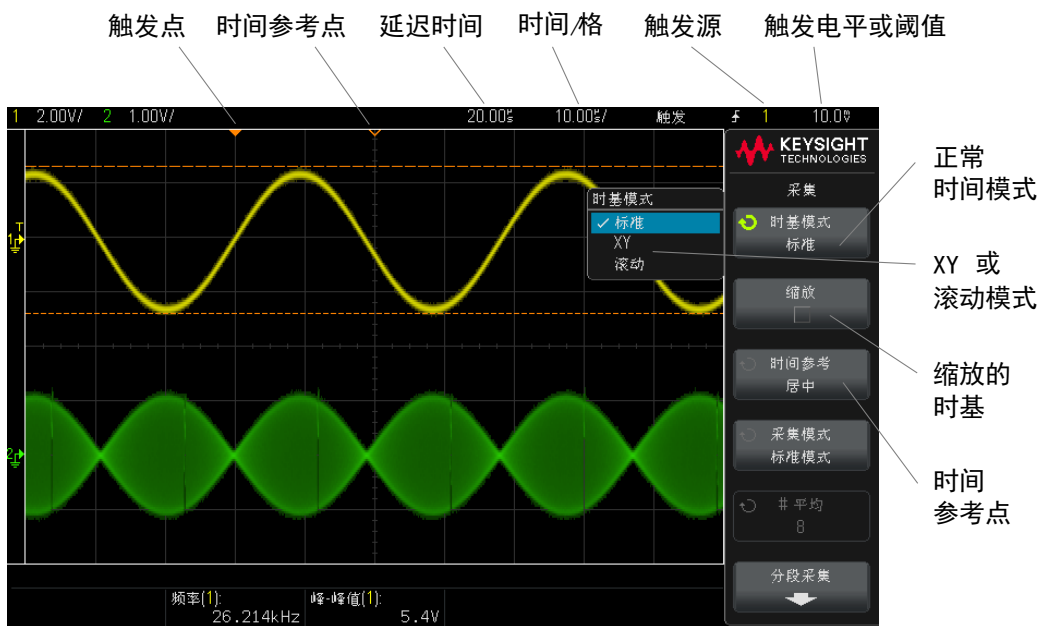 触发点 时间参考点 延迟时间 时间/格 触发源 触发电平或阈值
1 2.00V/ 2 1.00V/ 20.00㎲ 10.00㎲/ 触发 1 10.0V
KEYSIGHT
TECHNOLOGIES
采集
时基模式
标准
缩放
时间参考
居中
采集模式
标准模式
# 平均
8
分段采集
时基模式
✓ 标准
XY
滚动
T
1
2
频率(1):
26.214kHz
峰-峰值(1):
5.4V
正常
时间模式
XY 或
滚动模式
缩放的
时基
时间
参考点